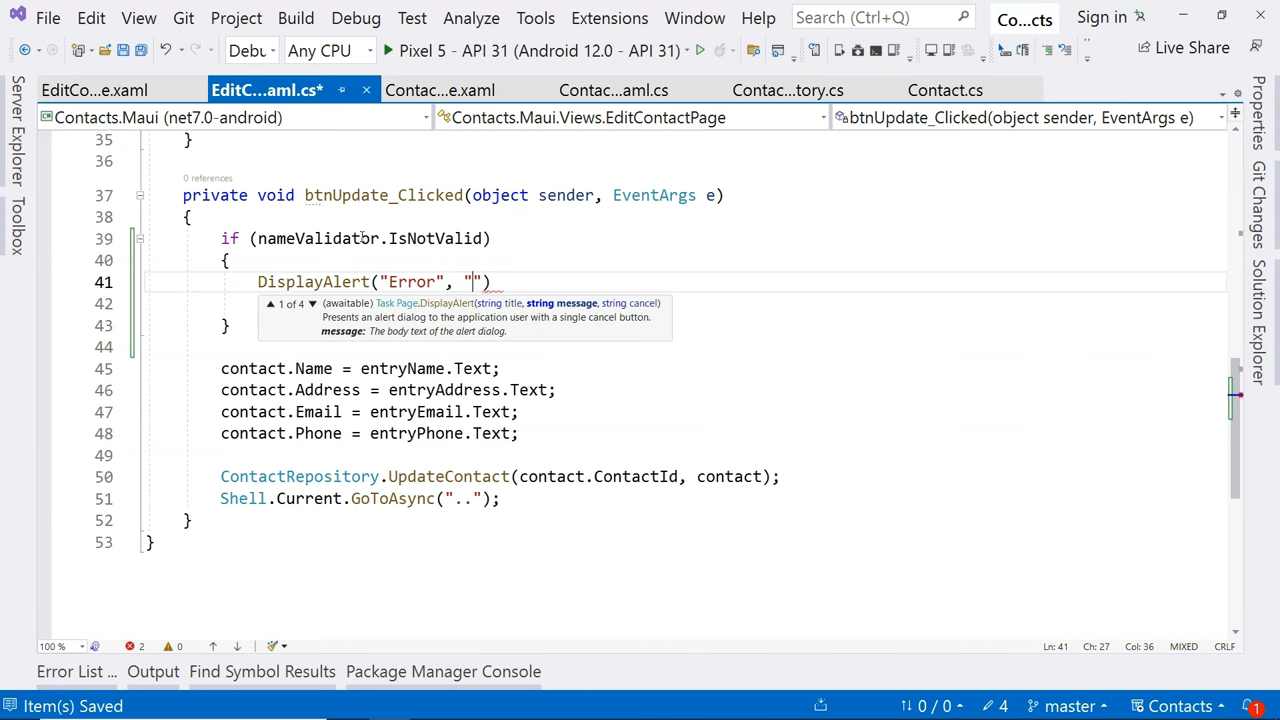 File Edit View Git Project Build Debug Test Analyze Tools Extensions Window Help Search (Ctrl+Q) Co...cts Sign in
Debu Any CPU Pixel 5 - API 31 (Android 12.0 - API 31) Live Share
EditCo...e.xaml EditC...aml.cs* Contac...e.xaml Contac...aml.cs Contac...tory.cs Contact.cs
Contacts.Maui (net7.0-android) Contacts.Maui.Views.EditContactPage btnUpdate_Clicked(object sender, EventArgs e)
Server Explorer
Toolbox
35 }
36
0 references
37 private void btnUpdate_Clicked(object sender, EventArgs e)
38 {
39 if (nameValidator.IsNotValid)
40 {
41 DisplayAlert("Error", "")
42 1 of 4 (awaitable) Task Page.DisplayAlert(string title, string message, string cancel)
Presents an alert dialog to the application user with a single cancel button.
43 } message: The body text of the alert dialog.
44
45 contact.Name = entryName.Text;
46 contact.Address = entryAddress.Text;
47 contact.Email = entryEmail.Text;
48 contact.Phone = entryPhone.Text;
49
50 ContactRepository.UpdateContact(contact.ContactId, contact);
51 Shell.Current.GoToAsync("..");
52 }
53 }
Properties
Git Changes
Solution Explorer
100 % 2 0 Ln: 41 Ch: 27 Col: 36 MIXED CRLF
Error List ... Output Find Symbol Results Package Manager Console
Item(s) Saved 0 / 0 4 master Contacts 1